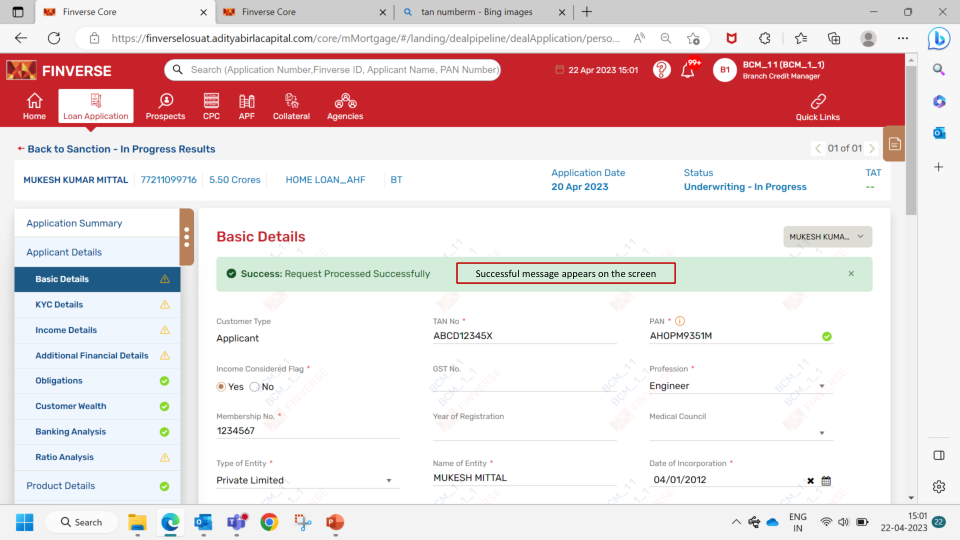 Finverse Core
Finverse Core
tan numberm - Bing images
https://finverselosuat.adityabirlacapital.com/core/mMortgage/#/landing/dealpipeline/dealApplication/perso...
FINVERSE
Search (Application Number,Finverse ID, Applicant Name, PAN Number)
22 Apr 2023 15:01
99+
B1
BCM_11 (BCM_1_1)
Branch Credit Manager
Home
Loan Application
Prospects
CPC
APF
Collateral
Agencies
Quick Links
Back to Sanction - In Progress Results
01 of 01
MUKESH KUMAR MITTAL
77211099716
5.50 Crores
HOME LOAN_AHF
BT
Application Date
20 Apr 2023
Status
Underwriting - In Progress
TAT
--
Application Summary
Applicant Details
Basic Details
KYC Details
Income Details
Additional Financial Details
Obligations
Customer Wealth
Banking Analysis
Ratio Analysis
Product Details
Basic Details
MUKESH KUMA...
Success: Request Processed Successfully
Successful message appears on the screen
Customer Type
Applicant
TAN No *
ABCD12345X
PAN *
AHOPM9351M
Income Considered Flag *
Yes No
GST No.
Profession *
Engineer
Membership No. *
1234567
Year of Registration
Medical Council
Type of Entity *
Private Limited
Name of Entity *
MUKESH MITTAL
Date of Incorporation *
04/01/2012
Search
ENG
IN
15:01
22-04-2023
22